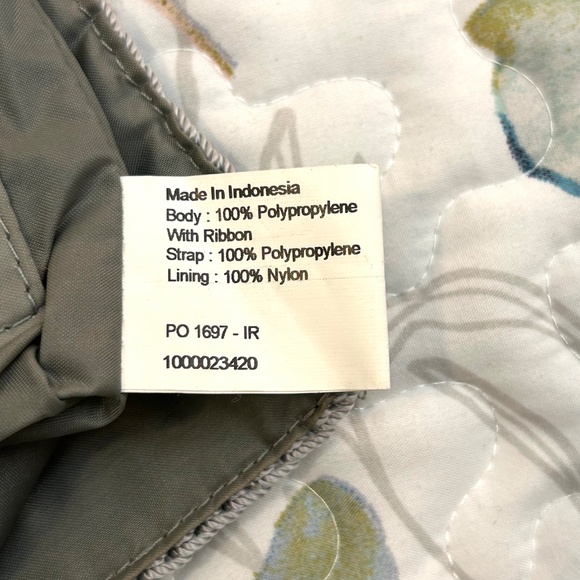 Made In Indonesia
Body : 100% Polypropylene
With Ribbon
Strap : 100% Polypropylene
Lining : 100% Nylon
PO 1697 - IR
1000023420